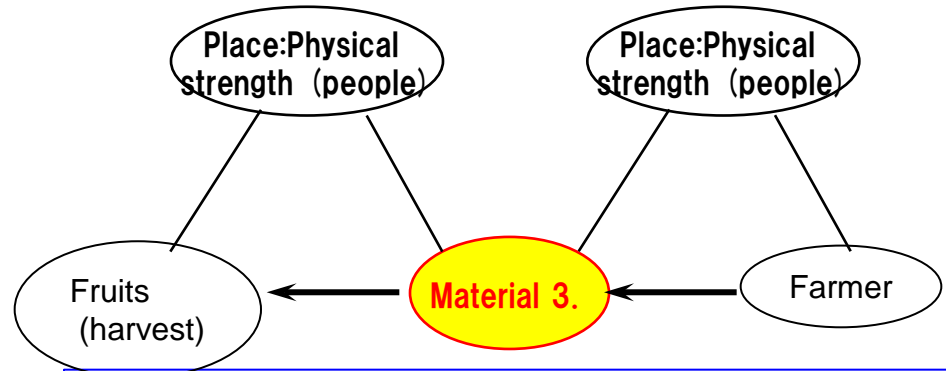 Place:Physical
strength (people)
Place:Physical
strength (people)
Fruits
(harvest)
Material 3.
Farmer